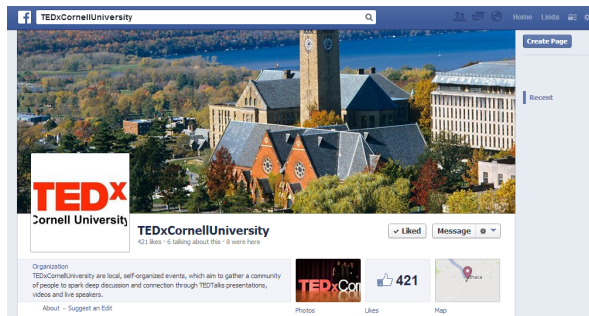 TEDxCornellUniversity
Home Linda
Create Page
Recent
TEDx
Cornell University
TEDxCornellUniversity
421 likes · 6 talking about this · 8 were here
Liked
Message
Organization
TEDxCornellUniversity are local, self-organized events, which aim to gather a community
of people to spark deep discussion and connection through TEDTalks presentations,
videos and live speakers.
About – Suggest an Edit
TEDxCor
421
Photos
Likes
Map